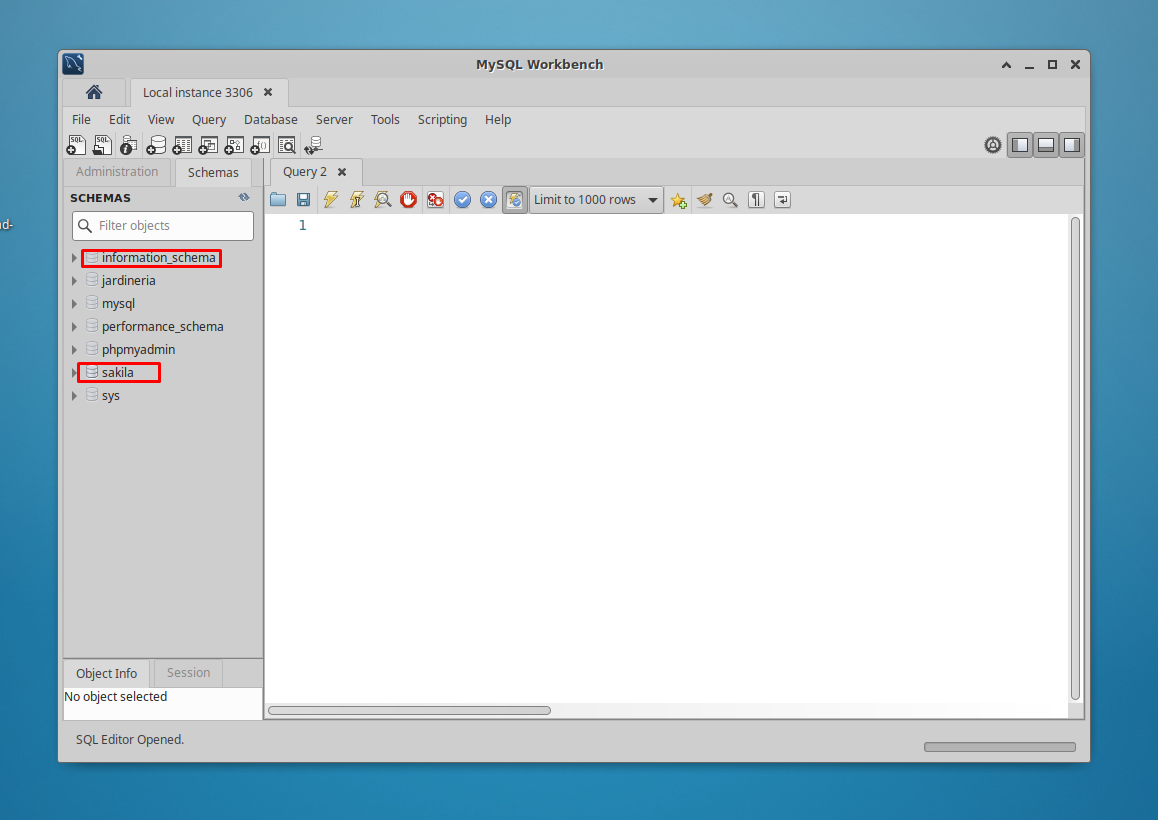 MySQL Workbench
Local instance 3306
File Edit View Query Database Server Tools Scripting Help
SQL SQL
Administration Schemas Query 2
SCHEMAS
Limit to 1000 rows
Filter objects
1
information_schema
jardineria
mysql
performance_schema
phpmyadmin
sakila
sys
Object Info Session
No object selected
SQL Editor Opened.